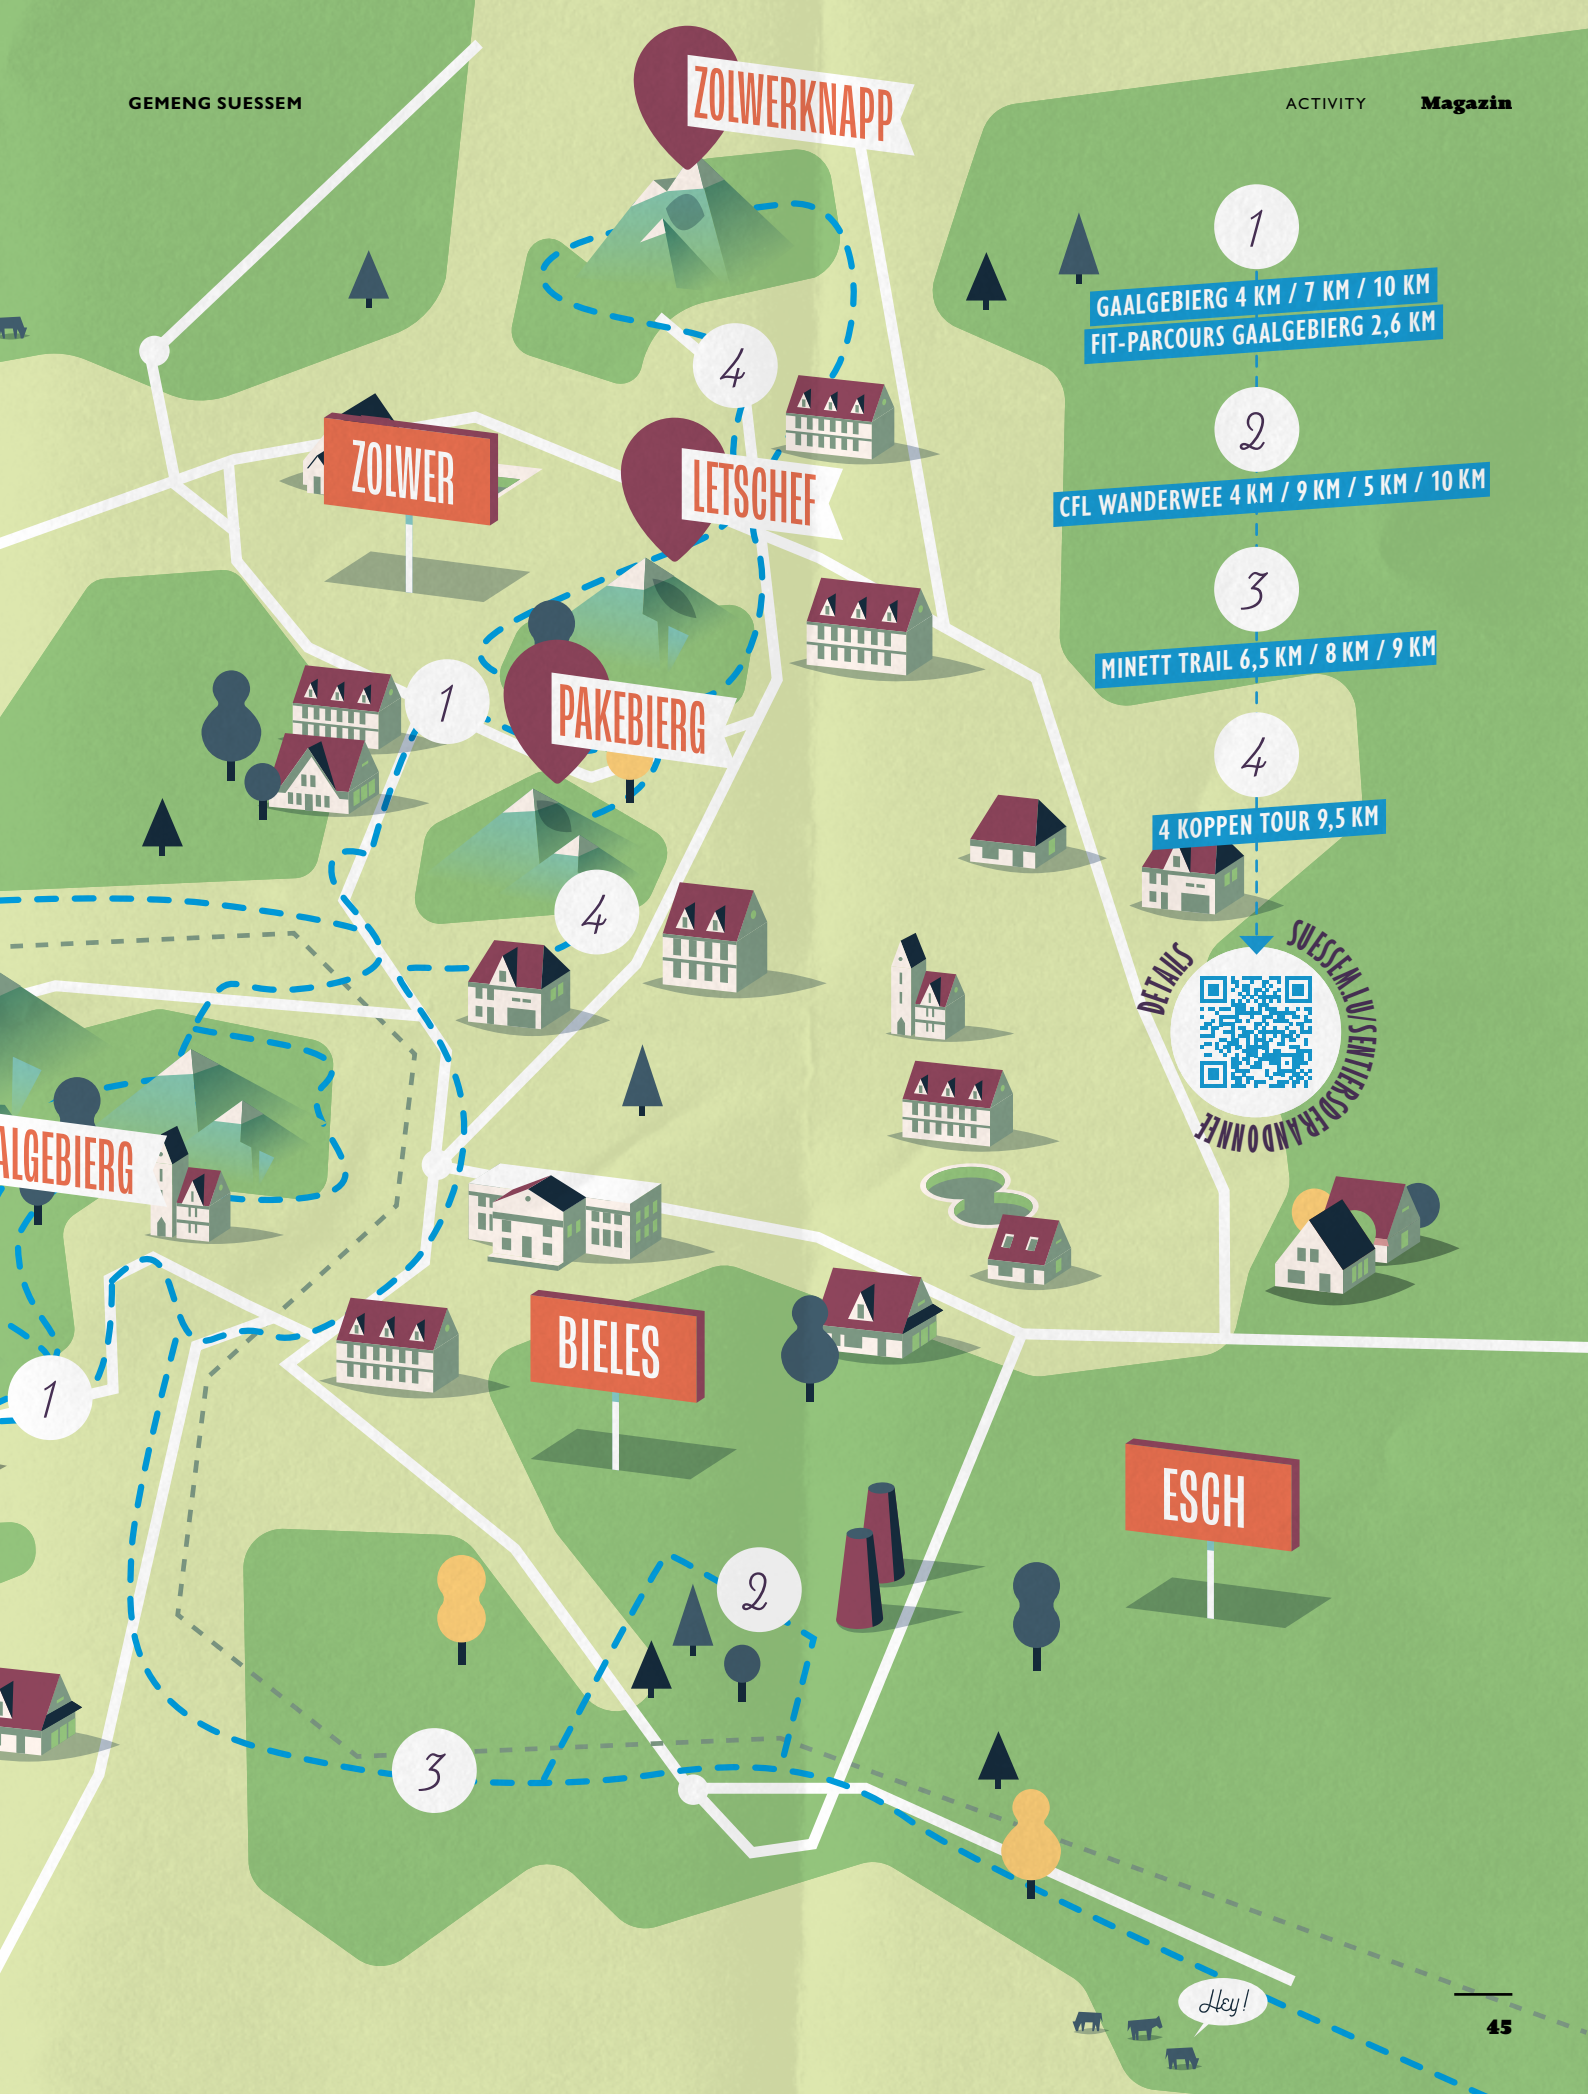 GEMENG SUESSEM
ACTIVITY Magazin
ZOLWERKNAPP
1
GAALGEBIERG 4 KM / 7 KM / 10 KM
FIT-PARCOURS GAALGEBIERG 2,6 KM
4
2
CFL WANDERWEE 4 KM / 9 KM / 5 KM / 10 KM
ZOLWER
LETSCHEF
3
MINETT TRAIL 6,5 KM / 8 KM / 9 KM
1
PAKEBIERG
4
4 KOPPEN TOUR 9,5 KM
4
DETAILS
SUESSEM.LU/SENTIERSDERANDONNEE
ALGEBIERG
BIELES
1
ESCH
2
3
Hey!
45